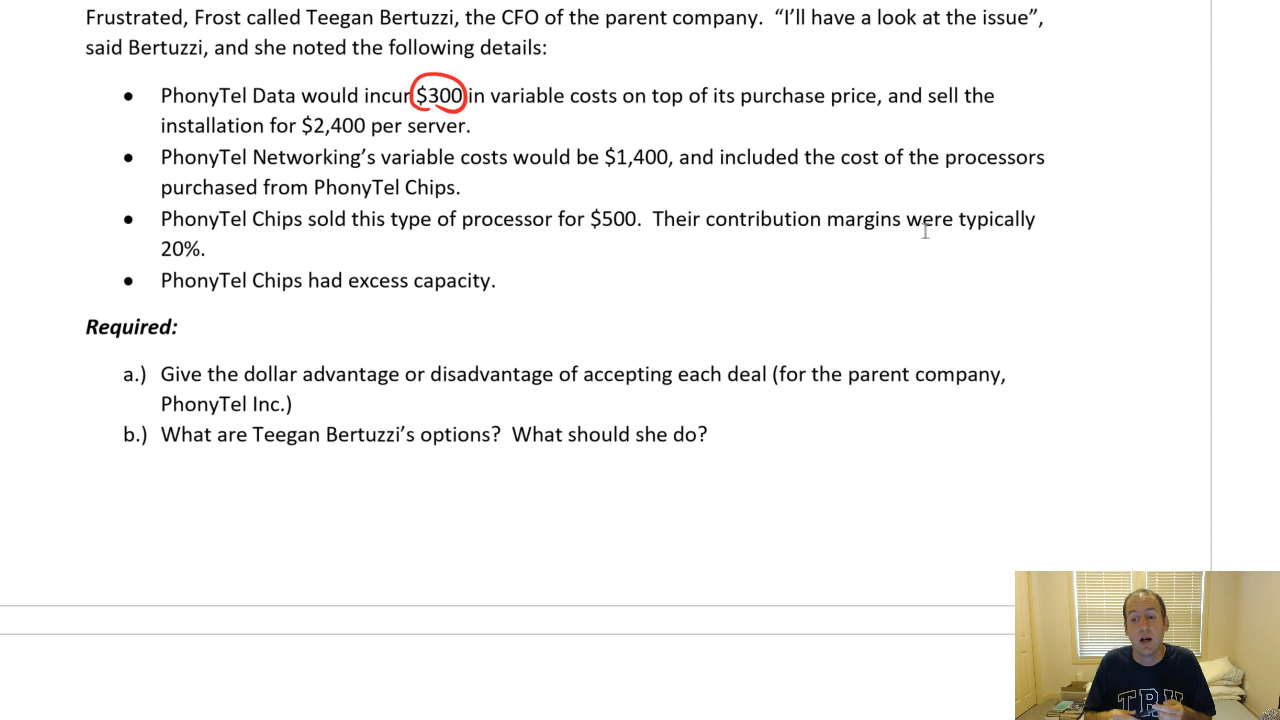 Frustrated, Frost called Teegan Bertuzzi, the CFO of the parent company.  “I’ll have a look at the issue”,
said Bertuzzi, and she noted the following details:
• PhonyTel Data would incur $300 in variable costs on top of its purchase price, and sell the
installation for $2,400 per server.
• PhonyTel Networking’s variable costs would be $1,400, and included the cost of the processors
purchased from PhonyTel Chips.
• PhonyTel Chips sold this type of processor for $500.  Their contribution margins were typically
20%.
• PhonyTel Chips had excess capacity.
Required:
a.) Give the dollar advantage or disadvantage of accepting each deal (for the parent company,
PhonyTel Inc.)
b.) What are Teegan Bertuzzi’s options?  What should she do?
TRU